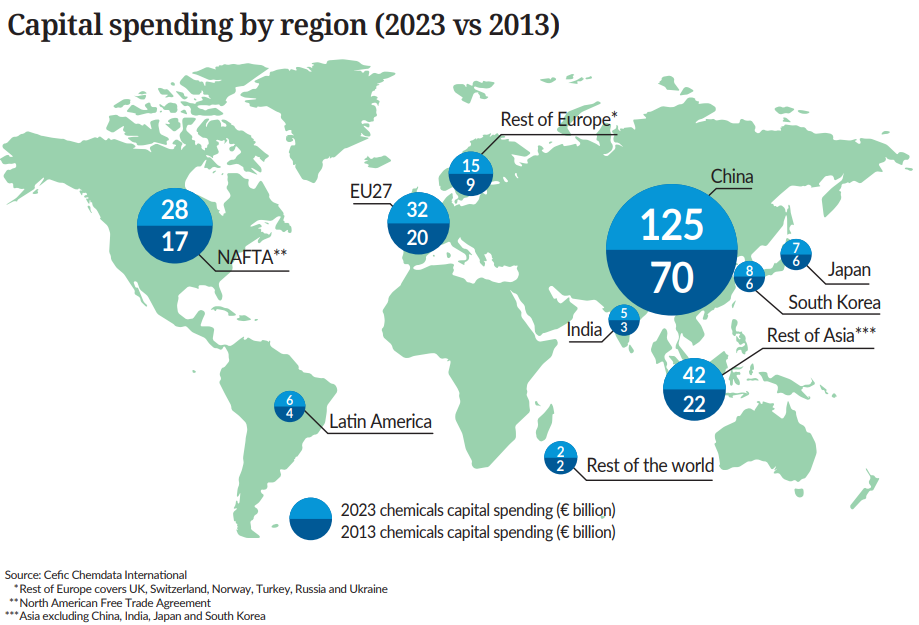 Capital spending by region (2023 vs 2013)
Rest of Europe*
15
9
China
EU27
32
20
28
17
NAFTA**
125
70
7
6
Japan
8
6
South Korea
5
3
India
Rest of Asia***
42
22
6
4
Latin America
2
2
Rest of the world
2023 chemicals capital spending (€ billion)
2013 chemicals capital spending (€ billion)
Source: Cefic Chemdata International
*Rest of Europe covers UK, Switzerland, Norway, Turkey, Russia and Ukraine
**North American Free Trade Agreement
***Asia excluding China, India, Japan and South Korea